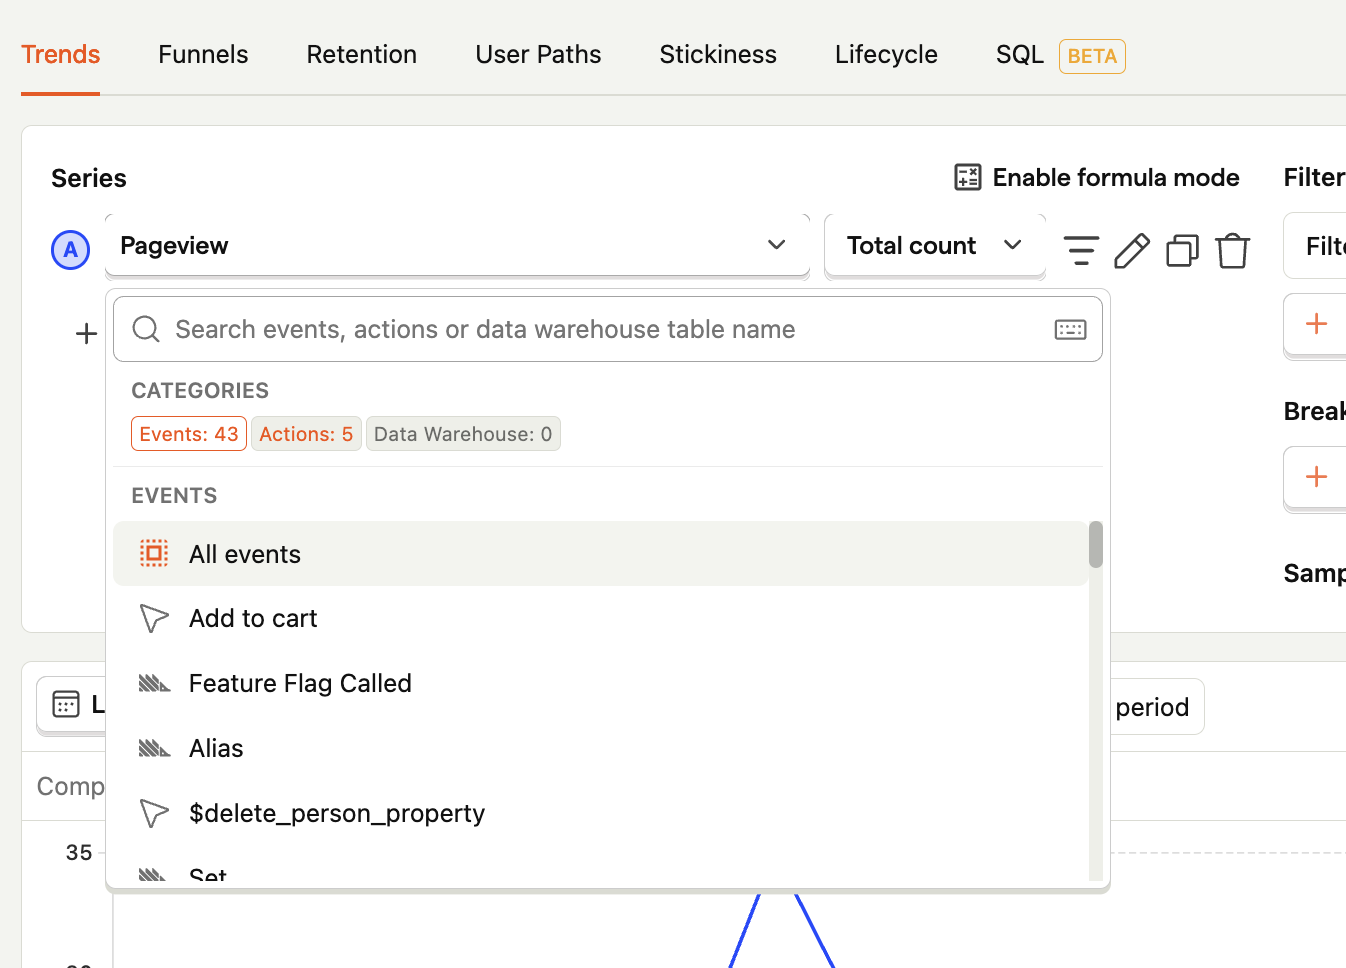 Trends Funnels Retention User Paths Stickiness Lifecycle SQL BETA
Series Enable formula mode Filter
A Pageview Total count Filte
Search events, actions or data warehouse table name
CATEGORIES
Events: 43 Actions: 5 Data Warehouse: 0
Break
EVENTS
All events
Samp
Add to cart
Feature Flag Called
L period
Alias
Comp
$delete_person_property
35
Set